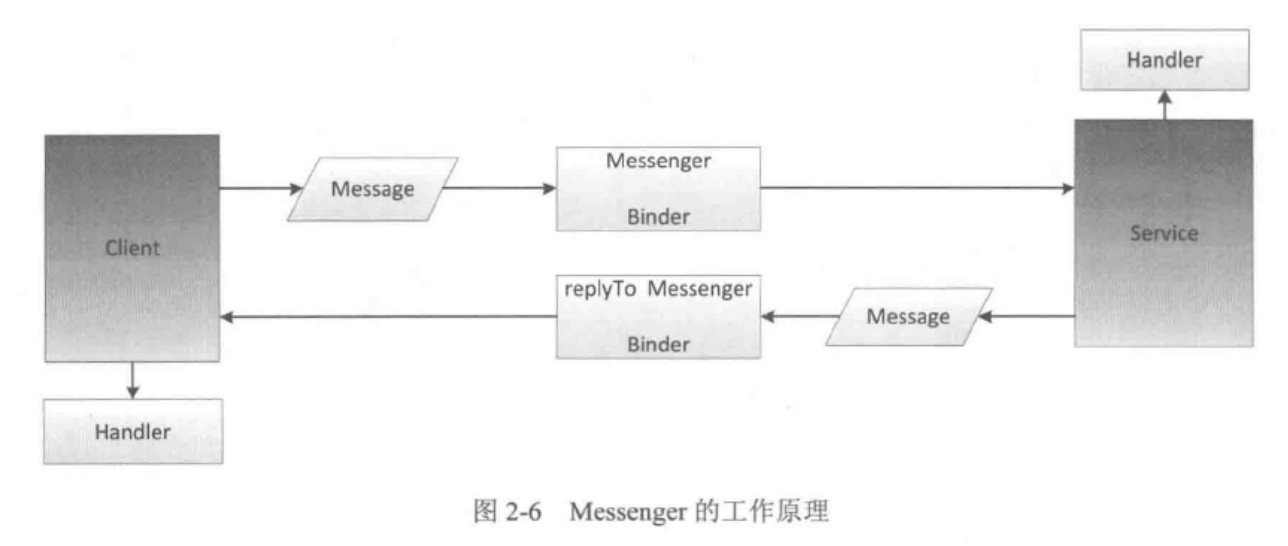 Handler
Message
Messenger
Binder
Client
Service
replyTo Messenger
Binder
Message
Handler
图 2-6 Messenger 的工作原理